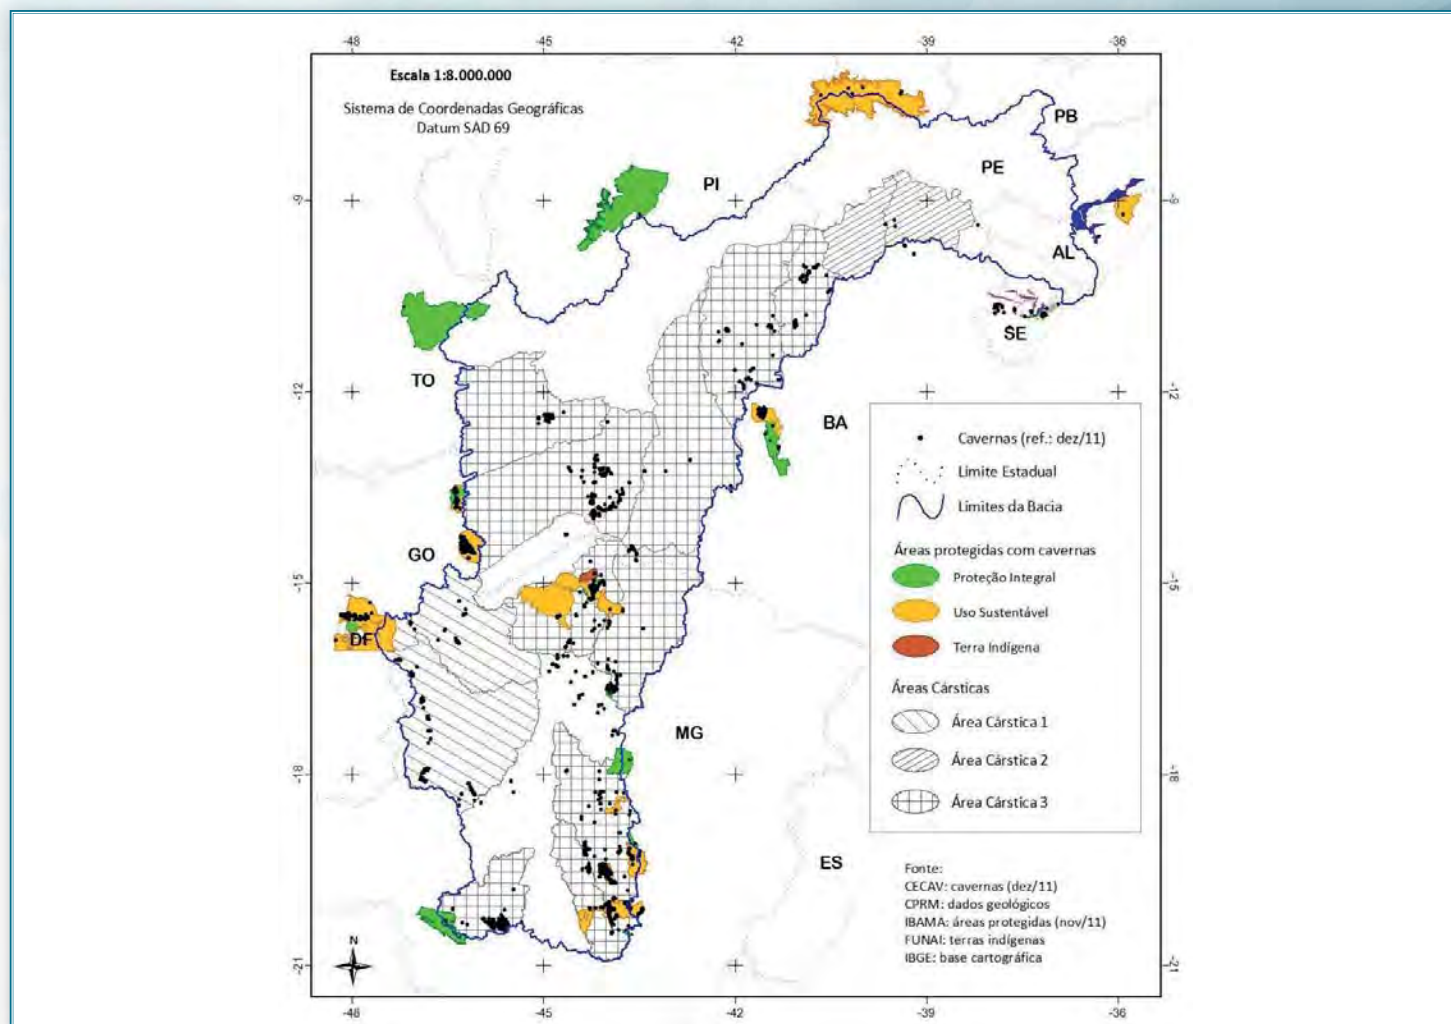 -48 -45 -42 -39 -36
Escala 1:8.000.000
Sistema de Coordenadas Geográficas
Datum SAD 69
PB
PE
PI
-9 -9
AL
SE
TO
-12 -12
BA
Cavernas (ref.: dez/11)
Limite Estadual
Limites da Bacia
GO
Áreas protegidas com cavernas
Proteção Integral
-15 -15
Uso Sustentável
DF
Terra Indígena
Áreas Cársticas
Área Cárstica 1
MG
Área Cárstica 2
-18 -18
Área Cárstica 3
ES
Fonte:
CECAV: cavernas (dez/11)
CPRM: dados geológicos
IBAMA: áreas protegidas (nov/11)
FUNAI: terras indígenas
IBGE: base cartográfica
N
-21 -21
-48 -45 -42 -39 -36